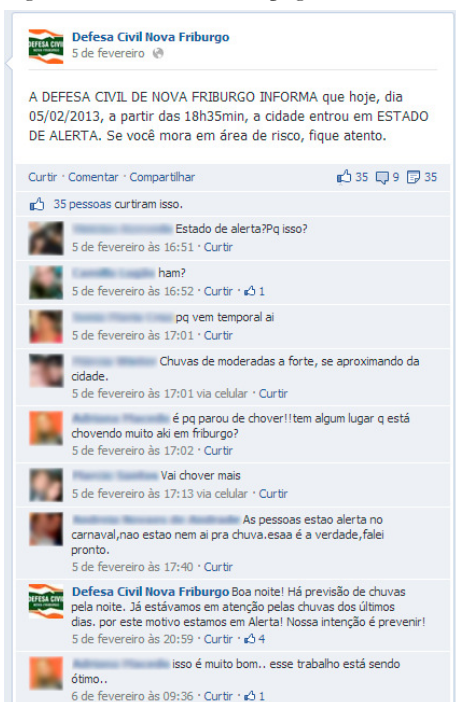 DEFESA CIVIL
Defesa Civil Nova Friburgo
5 de fevereiro
A DEFESA CIVIL DE NOVA FRIBURGO INFORMA que hoje, dia
05/02/2013, a partir das 18h35min, a cidade entrou em ESTADO
DE ALERTA. Se você mora em área de risco, fique atento.
Curtir · Comentar · Compartilhar 35 9 35
35 pessoas curtiram isso.
Estado de alerta?Pq isso?
5 de fevereiro às 16:51 · Curtir
ham?
5 de fevereiro às 16:52 · Curtir · 1
pq vem temporal ai
5 de fevereiro às 17:01 · Curtir
Chuvas de moderadas a forte, se aproximando da
cidade.
5 de fevereiro às 17:01 via celular · Curtir
é pq parou de chover!!tem algum lugar q está
chovendo muito aki em friburgo?
5 de fevereiro às 17:02 · Curtir
Vai chover mais
5 de fevereiro às 17:13 via celular · Curtir
As pessoas estao alerta no
carnaval,nao estao nem ai pra chuva.esaa é a verdade,falei
pronto.
5 de fevereiro às 17:40 · Curtir
Defesa Civil Nova Friburgo Boa noite! Há previsão de chuvas
pela noite. Já estávamos em atenção pelas chuvas dos últimos
dias. por este motivo estamos em Alerta! Nossa intenção é prevenir!
5 de fevereiro às 20:59 · Curtir · 4
isso é muito bom.. esse trabalho está sendo
ótimo..
6 de fevereiro às 09:36 · Curtir · 1